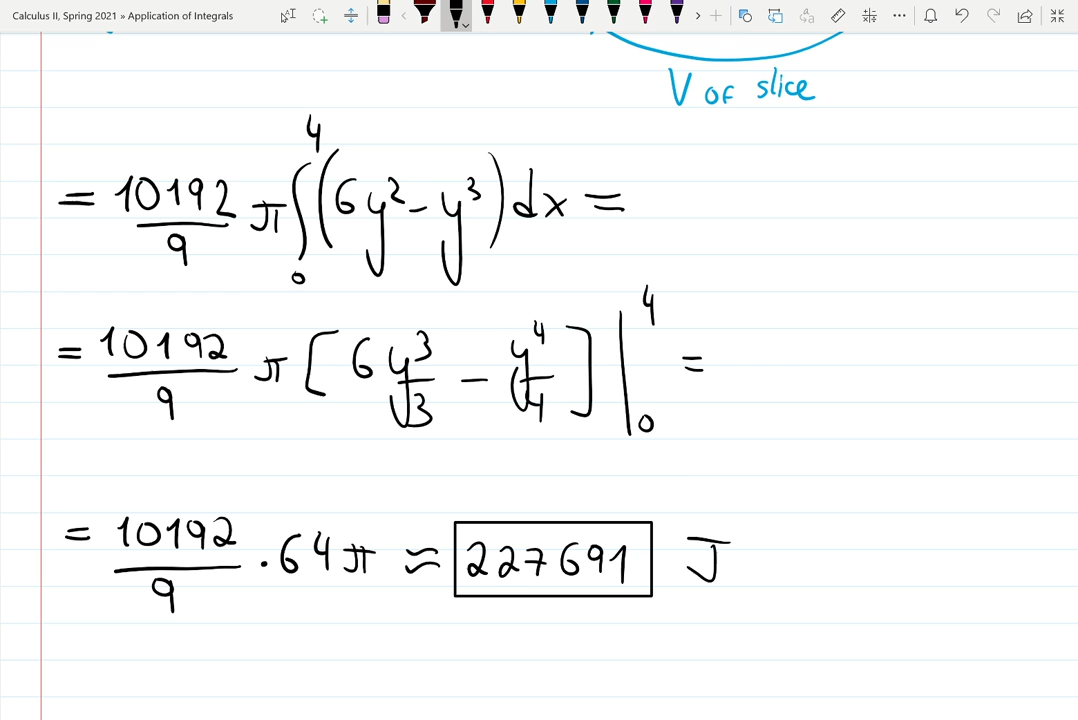 Calculus II, Spring 2021 » Application of Integrals
V of slice
= 10192/9 π ∫₀⁴ (6y² - y³) dx =
= 10192/9 π [6 y³/3 - y⁴/4] |₀⁴ =
= 10192/9 · 64 π ≈ 227691 J